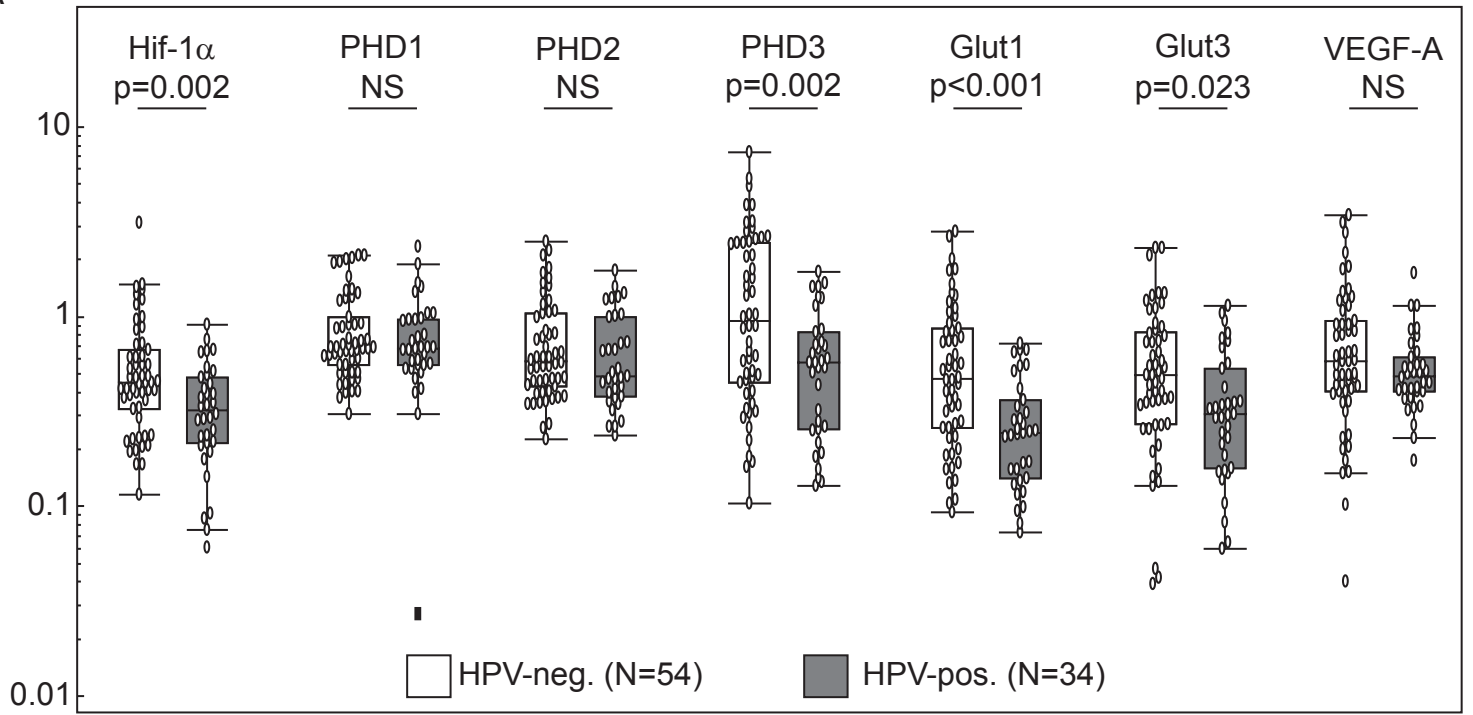 Hif-1α PHD1 PHD2 PHD3 Glut1 Glut3 VEGF-A
p=0.002 NS NS p=0.002 p<0.001 p=0.023 NS
10
1
0.1
0.01
HPV-neg. (N=54) HPV-pos. (N=34)